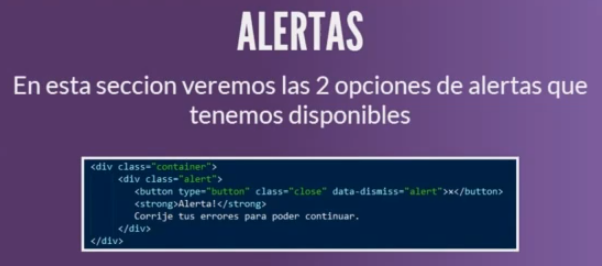 ALERTAS
En esta seccion veremos las 2 opciones de alertas que
tenemos disponibles
<div class="container">
<div class="alert">
<button type="button" class="close" data-dismiss="alert">×</button>
<strong>Alerta!</strong>
Corrije tus errores para poder continuar.
</div>
</div>